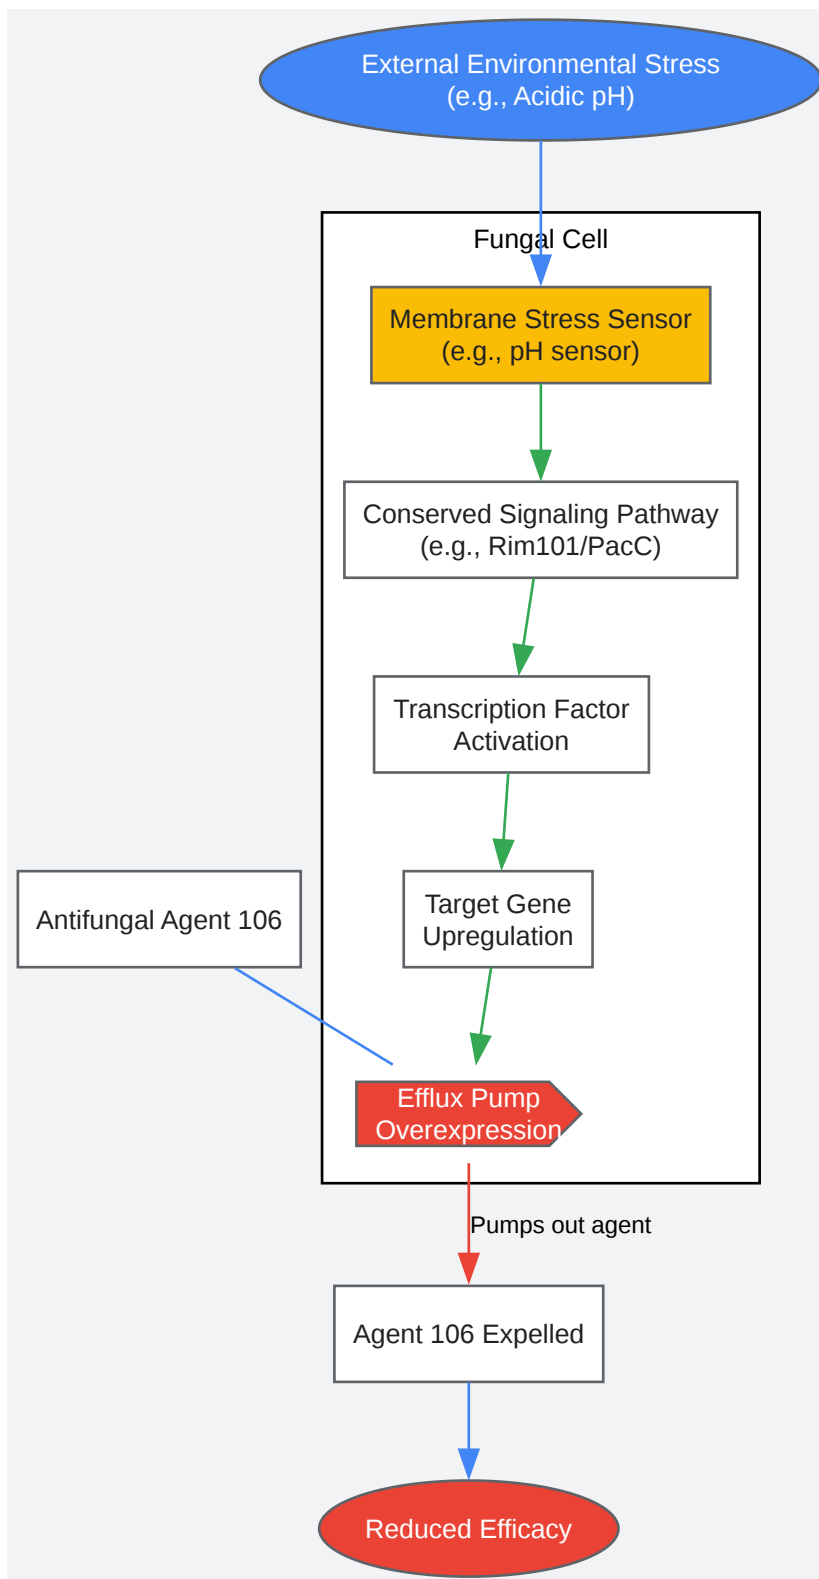 External Environmental Stress
(e.g., Acidic pH)
Fungal Cell
Membrane Stress Sensor
(e.g., pH sensor)
Conserved Signaling Pathway
(e.g., Rim101/PacC)
Transcription Factor
Activation
Antifungal Agent 106
Target Gene
Upregulation
Efflux Pump
Overexpression
Pumps out agent
Agent 106 Expelled
Reduced Efficacy